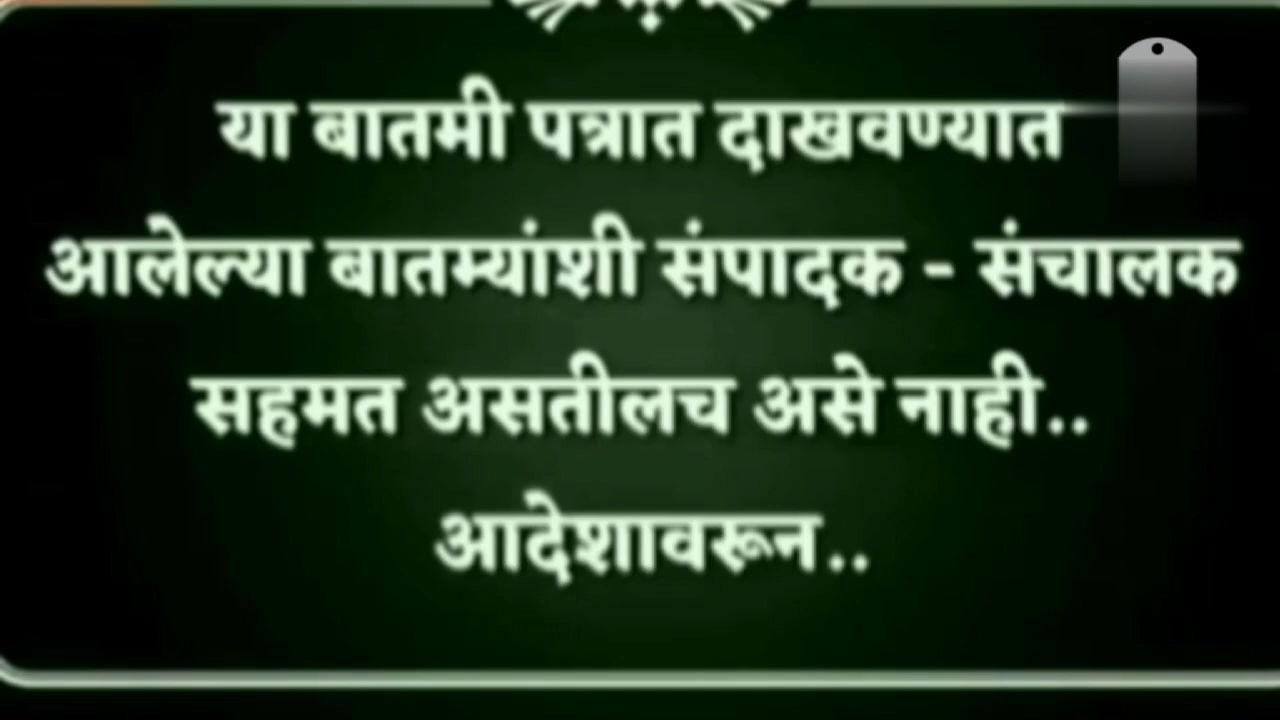 या बातमी पत्रात दाखवण्यात
आलेल्या बातम्यांशी संपादक - संचालक
सहमत असतीलच असे नाही..
आदेशावरून..